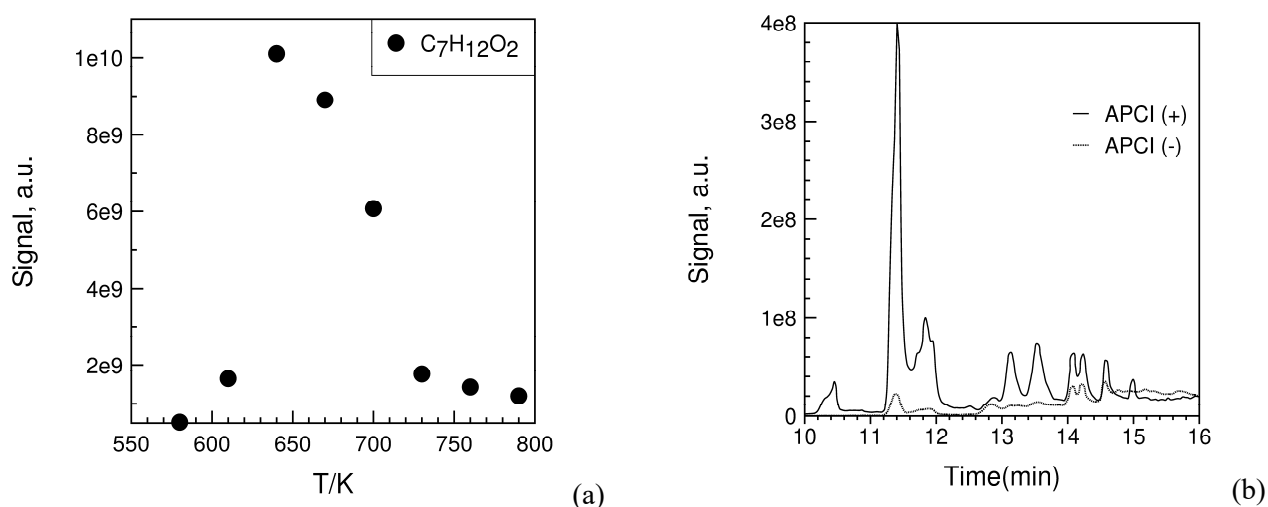 C7H12O2
1e10
8e9
6e9
4e9
2e9
Signal, a.u.
550 600 650 700 750 800
T/K
(a)
4e8
3e8
2e8
1e8
0
Signal, a.u.
APCI (+)
APCI (-)
10 11 12 13 14 15 16
Time(min)
(b)